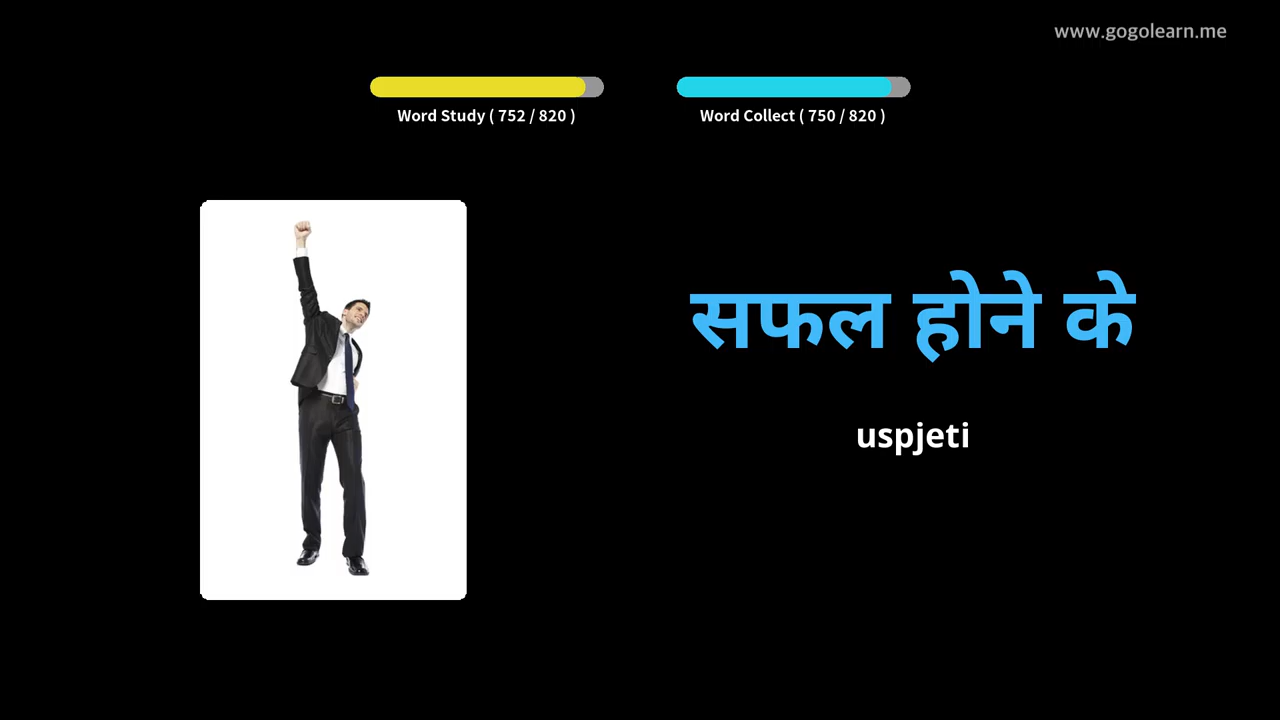 www.gogolearn.me
Word Study ( 752 / 820 )
Word Collect ( 750 / 820 )
सफल होने के
uspjeti